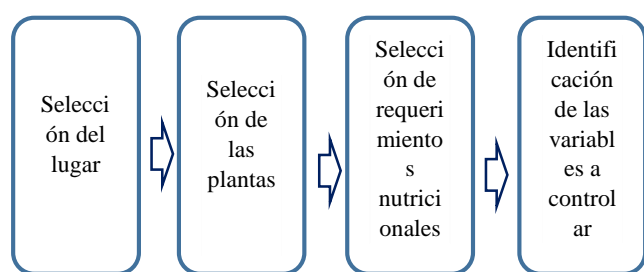 Selecci
ón del
lugar
Selecci
ón de
las
plantas
Selecci
ón de
requeri
miento
s
nutrici
onales
Identifi
cación
de las
variabl
es a
control
ar